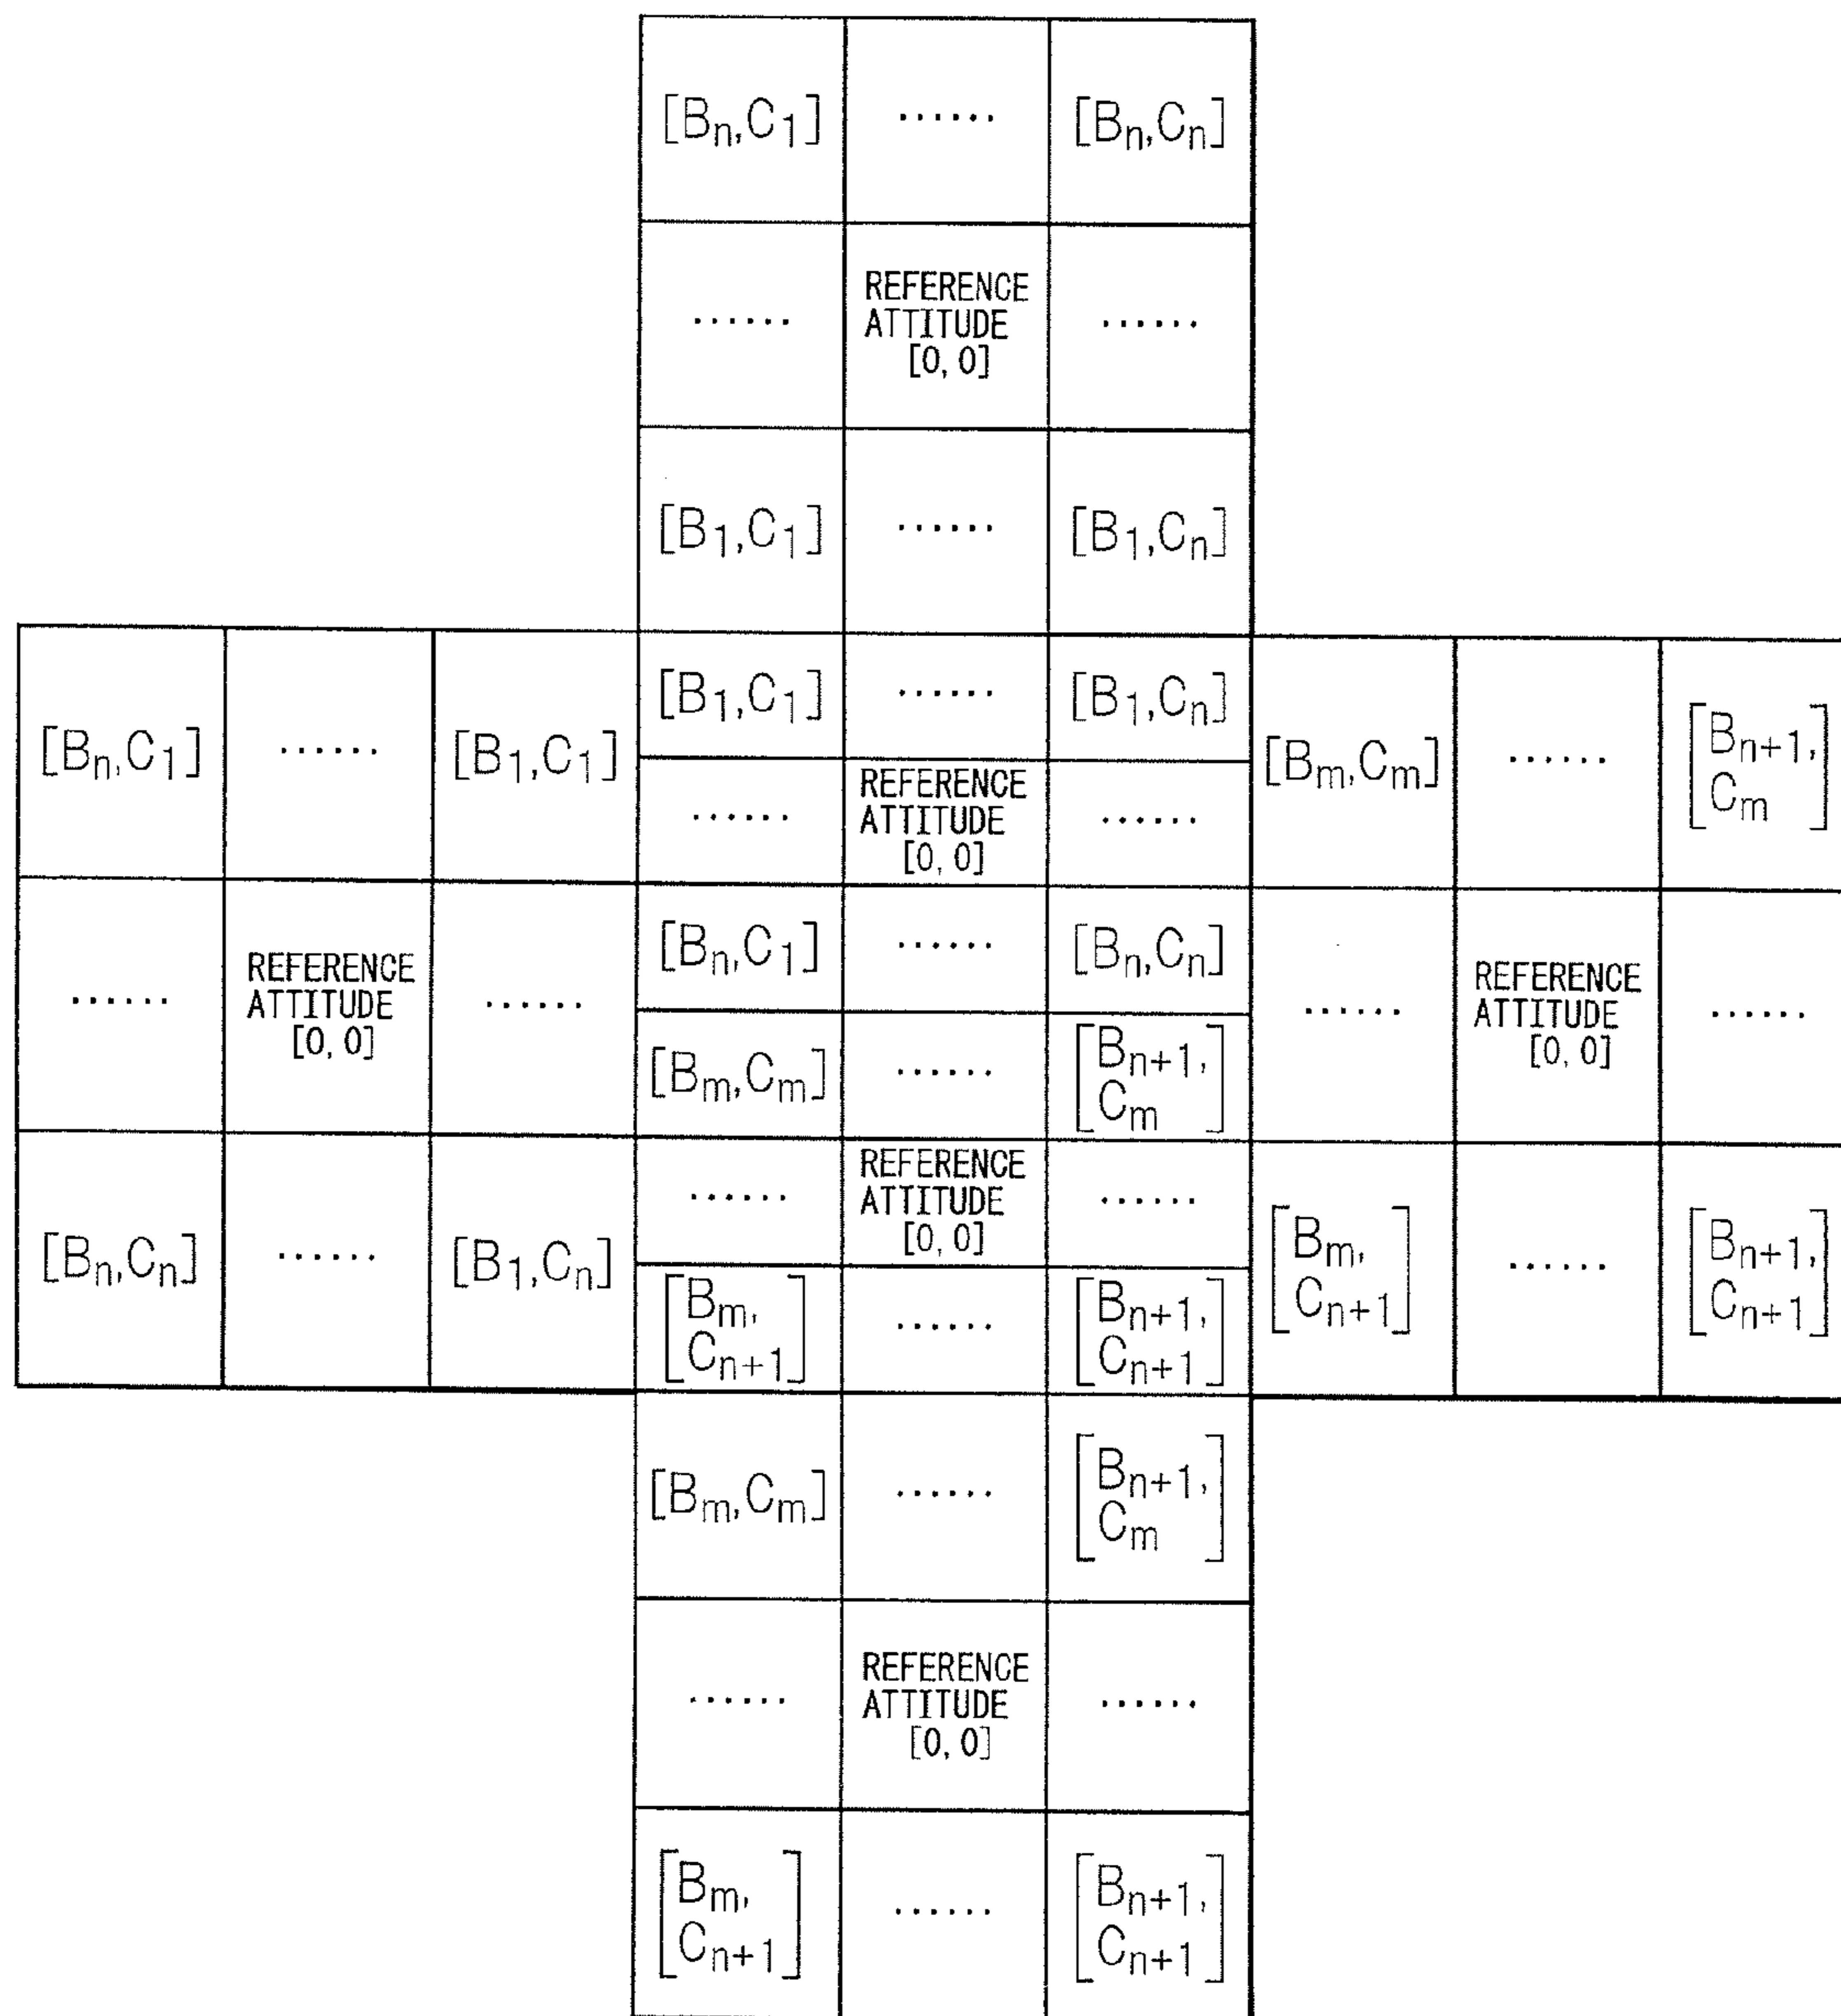 [Bn,C1] ...... [Bn,Cn]
...... REFERENCE ATTITUDE [0,0] ......
[B1,C1] ...... [B1,Cn]
[Bn,C1] ...... [B1,C1]
...... REFERENCE ATTITUDE [0,0] ......
[Bn,Cn] ...... [B1,Cn]
[B1,C1] ...... [B1,Cn]
...... REFERENCE ATTITUDE [0,0] ......
[Bn,C1] ...... [Bn,Cn]
[Bm,Cm] ...... [Bn+1, Cm]
...... REFERENCE ATTITUDE [0,0] ......
[Bm, Cn+1] ...... [Bn+1, Cn+1]
[Bm,Cm] ...... [Bn+1, Cm]
...... REFERENCE ATTITUDE [0,0] ......
[Bm, Cn+1] ...... [Bn+1, Cn+1]
[Bm,Cm] ...... [Bn+1, Cm]
...... REFERENCE ATTITUDE [0,0] ......
[Bm, Cn+1] ...... [Bn+1, Cn+1]